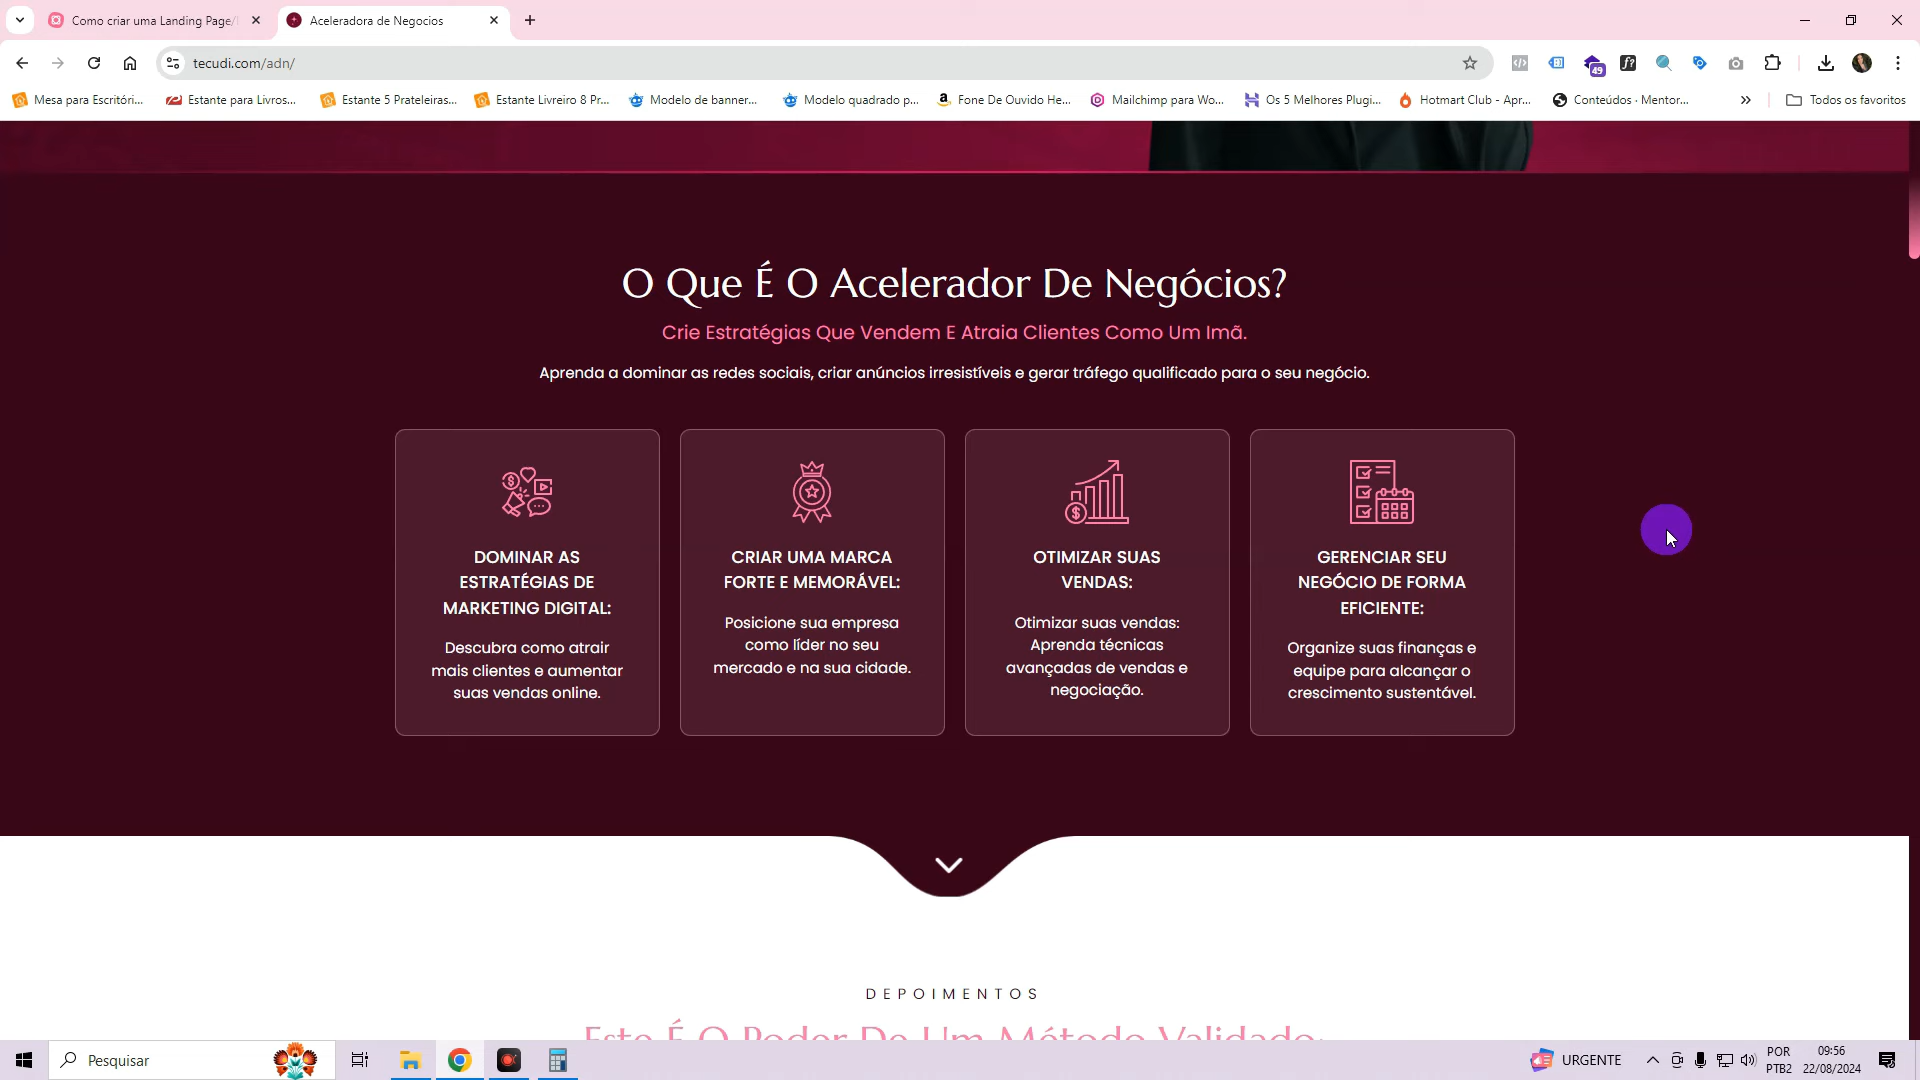 Como criar uma Landing Page/
Aceleradora de Negocios
tecudi.com/adn/
49
f?
Mesa para Escritóri...
Estante para Livros...
Estante 5 Prateleiras...
Estante Livreiro 8 Pr...
Modelo de banner...
Modelo quadrado p...
Fone De Ouvido He...
Mailchimp para Wo...
Os 5 Melhores Plugi...
Hotmart Club - Apr...
Conteúdos · Mentor...
Todos os favoritos
O Que É O Acelerador De Negócios?
Crie Estratégias Que Vendem E Atraia Clientes Como Um Imã.
Aprenda a dominar as redes sociais, criar anúncios irresistíveis e gerar tráfego qualificado para o seu negócio.
DOMINAR AS
ESTRATÉGIAS DE
MARKETING DIGITAL:
Descubra como atrair
mais clientes e aumentar
suas vendas online.
CRIAR UMA MARCA
FORTE E MEMORÁVEL:
Posicione sua empresa
como líder no seu
mercado e na sua cidade.
OTIMIZAR SUAS
VENDAS:
Otimizar suas vendas:
Aprenda técnicas
avançadas de vendas e
negociação.
GERENCIAR SEU
NEGÓCIO DE FORMA
EFICIENTE:
Organize suas finanças e
equipe para alcançar o
crescimento sustentável.
DEPOIMENTOS
Este É O Poder De Um Método Validado:
Pesquisar
URGENTE
POR
PTB2
09:56
22/08/2024